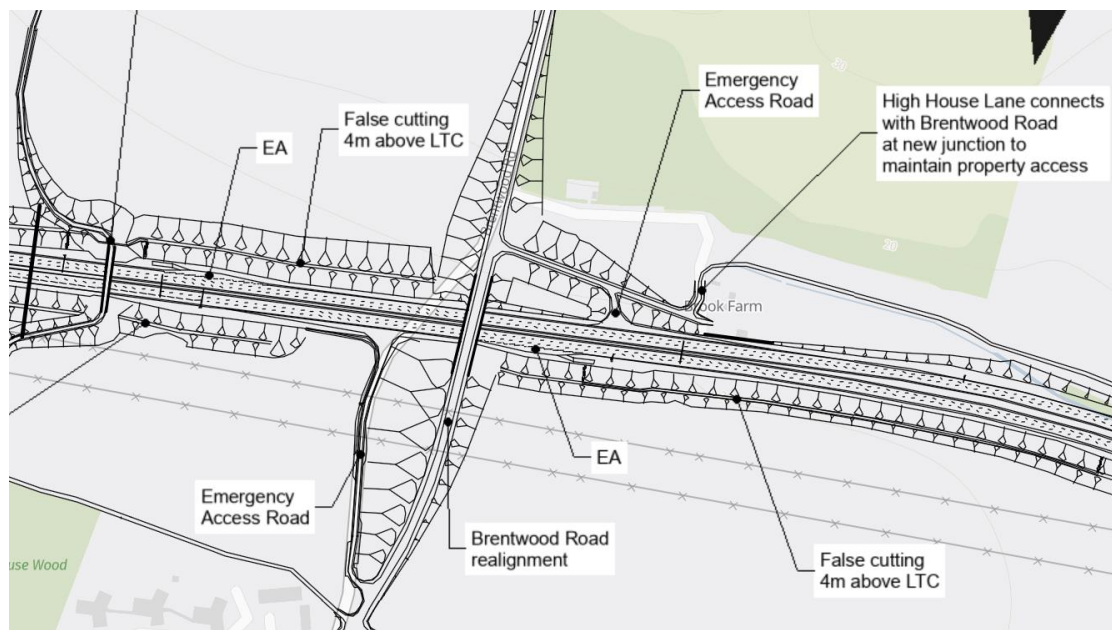 Emergency
Access Road
High House Lane connects
with Brentwood Road
at new junction to
maintain property access
False cutting
4m above LTC
EA
30
20
Brook Farm
EA
Emergency
Access Road
Brentwood Road
realignment
False cutting
4m above LTC
use Wood